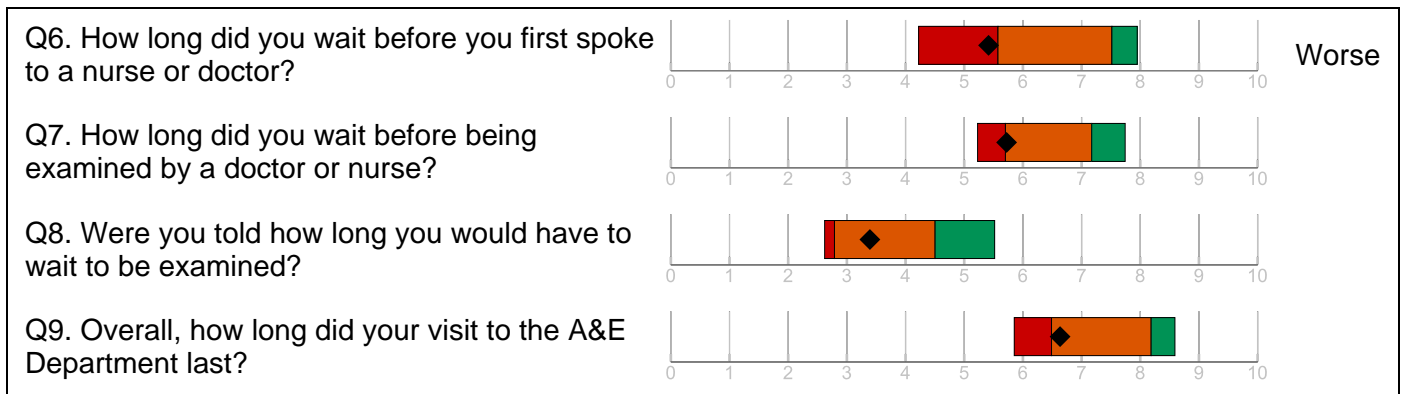 Q6. How long did you wait before you first spoke
to a nurse or doctor?
Worse
0 1 2 3 4 5 6 7 8 9 10
Q7. How long did you wait before being
examined by a doctor or nurse?
0 1 2 3 4 5 6 7 8 9 10
Q8. Were you told how long you would have to
wait to be examined?
0 1 2 3 4 5 6 7 8 9 10
Q9. Overall, how long did your visit to the A&E
Department last?
0 1 2 3 4 5 6 7 8 9 10